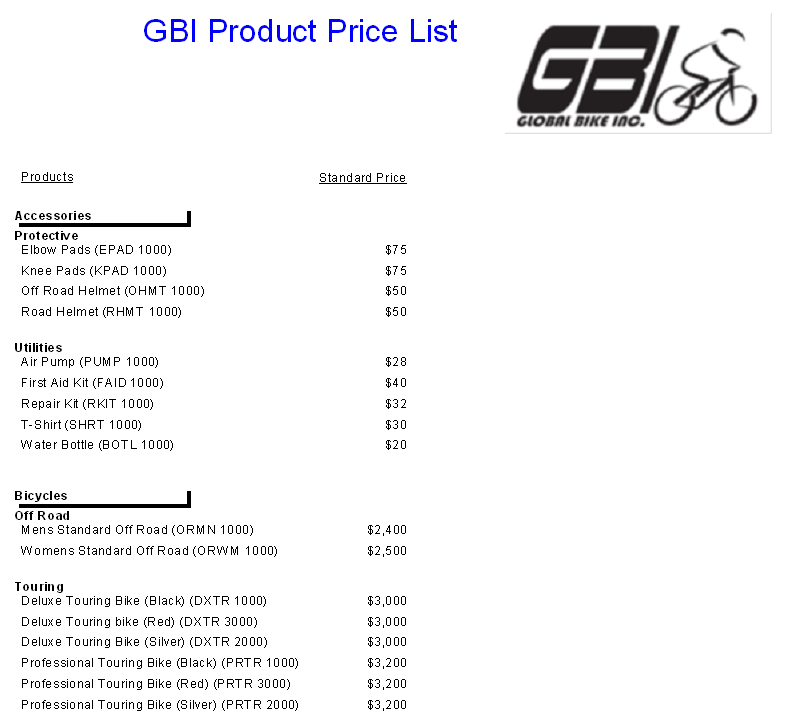 GBI Product Price List
GBI
GLOBAL BIKE INC.
Products Standard Price
Accessories
Protective
Elbow Pads (EPAD 1000) $75
Knee Pads (KPAD 1000) $75
Off Road Helmet (OHMT 1000) $50
Road Helmet (RHMT 1000) $50
Utilities
Air Pump (PUMP 1000) $28
First Aid Kit (FAID 1000) $40
Repair Kit (RKIT 1000) $32
T-Shirt (SHRT 1000) $30
Water Bottle (BOTL 1000) $20
Bicycles
Off Road
Mens Standard Off Road (ORMN 1000) $2,400
Womens Standard Off Road (ORWM 1000) $2,500
Touring
Deluxe Touring Bike (Black) (DXTR 1000) $3,000
Deluxe Touring bike (Red) (DXTR 3000) $3,000
Deluxe Touring Bike (Silver) (DXTR 2000) $3,000
Professional Touring Bike (Black) (PRTR 1000) $3,200
Professional Touring Bike (Red) (PRTR 3000) $3,200
Professional Touring Bike (Silver) (PRTR 2000) $3,200